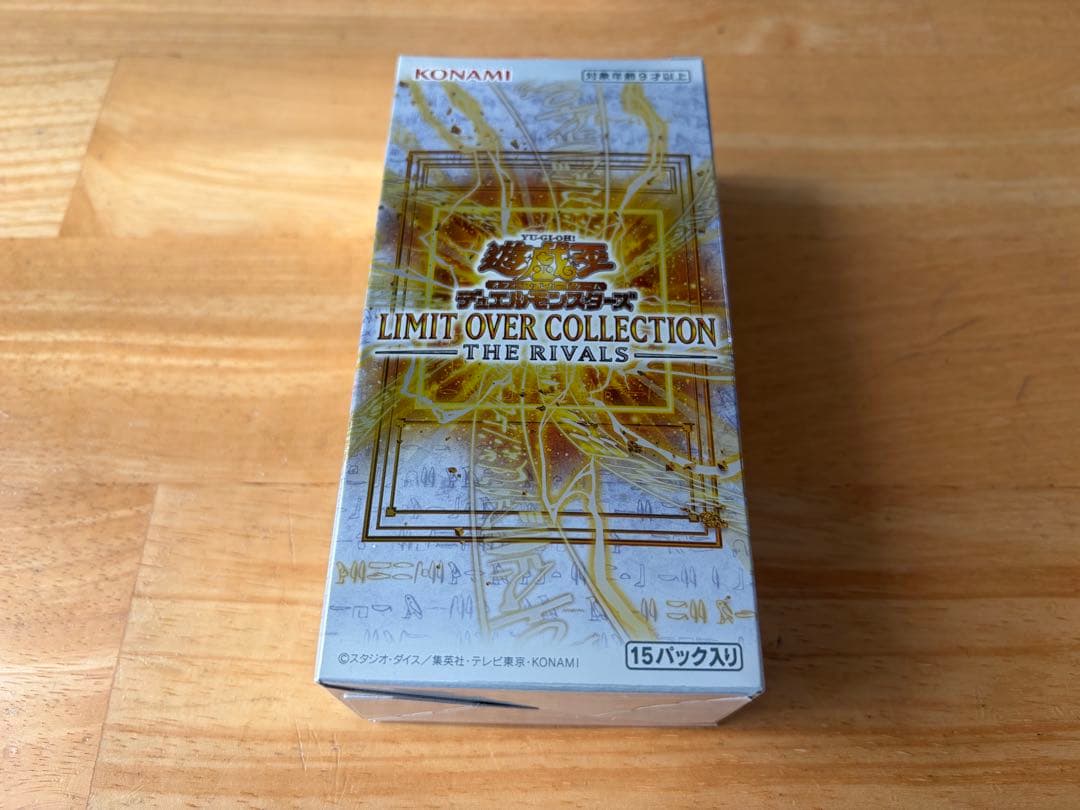 KONAMI
対象年齢9才以上
YU-GI-OH!
遊戯王
オフィシャルカードゲーム
デュエルモンスターズ
LIMIT OVER COLLECTION
THE RIVALS
©スタジオ・ダイス／集英社・テレビ東京・KONAMI
15パック入り